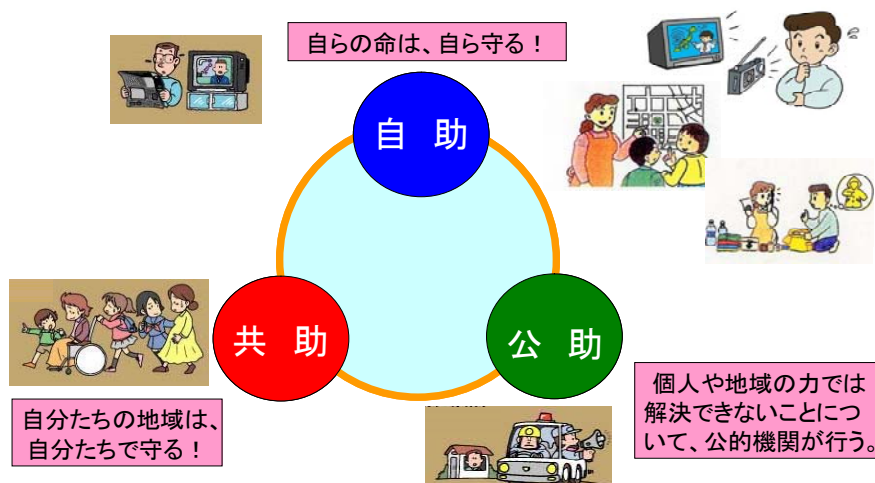 自らの命は、自ら守る！
自 助
共 助
公 助
自分たちの地域は、
自分たちで守る！
個人や地域の力では
解決できないことにつ
いて、公的機関が行う。